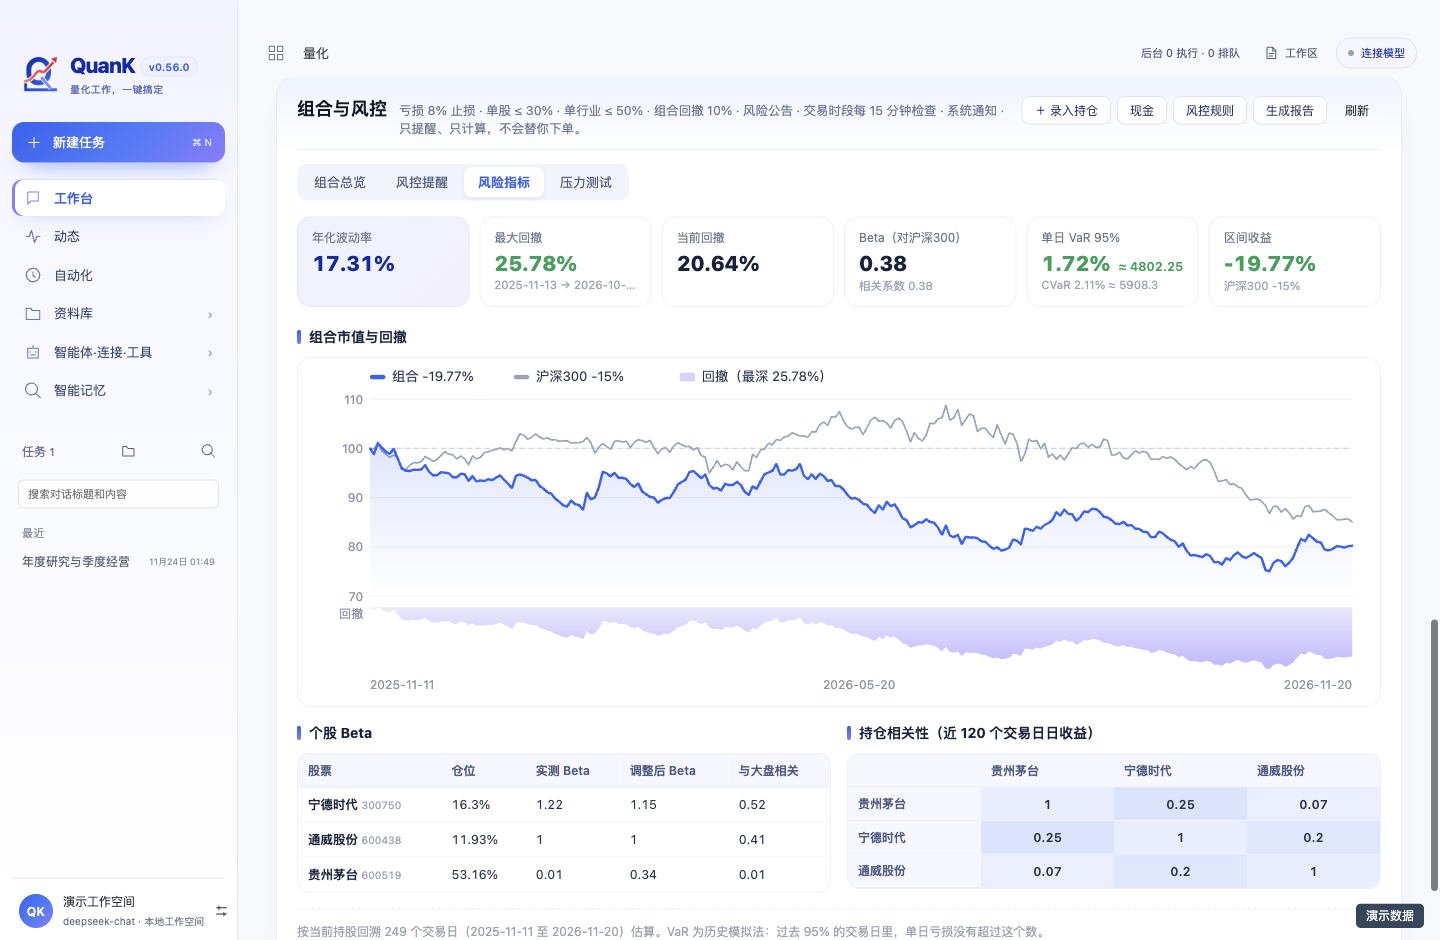 QuanK v0.56.0
量化工作，一键搞定
新建任务 ⌘ N
工作台
动态
自动化
资料库
智能体·连接·工具
智能记忆
任务 1
搜索对话标题和内容
最近
年度研究与季度经营 11月24日 01:49
QK
演示工作空间
deepseek-chat · 本地工作空间
量化
后台 0 执行 · 0 排队 工作区 连接模型
组合与风控
亏损 8% 止损 · 单股 ≤ 30% · 单行业 ≤ 50% · 组合回撤 10% · 风险公告 · 交易时段每 15 分钟检查 · 系统通知 ·
只提醒、只计算，不会替你下单。
+ 录入持仓 现金 风控规则 生成报告 刷新
组合总览 风控提醒 风险指标 压力测试
年化波动率
17.31%
最大回撤
25.78%
2025-11-13 → 2026-10-...
当前回撤
20.64%
Beta（对沪深300）
0.38
相关系数 0.38
单日 VaR 95%
1.72% ≈ 4802.25
CVaR 2.11% ≈ 5908.3
区间收益
-19.77%
沪深300 -15%
组合市值与回撤
组合 -19.77% 沪深300 -15% 回撤（最深 25.78%）
110
100
90
80
70
回撤
2025-11-11 2026-05-20 2026-11-20
个股 Beta
股票 仓位 实测 Beta 调整后 Beta 与大盘相关
宁德时代 300750 16.3% 1.22 1.15 0.52
通威股份 600438 11.93% 1 1 0.41
贵州茅台 600519 53.16% 0.01 0.34 0.01
持仓相关性（近 120 个交易日日收益）
贵州茅台 宁德时代 通威股份
贵州茅台 1 0.25 0.07
宁德时代 0.25 1 0.2
通威股份 0.07 0.2 1
演示数据
按当前持股回溯 249 个交易日（2025-11-11 至 2026-11-20）估算。VaR 为历史模拟法：过去 95% 的交易日里，单日亏损没有超过这个数。